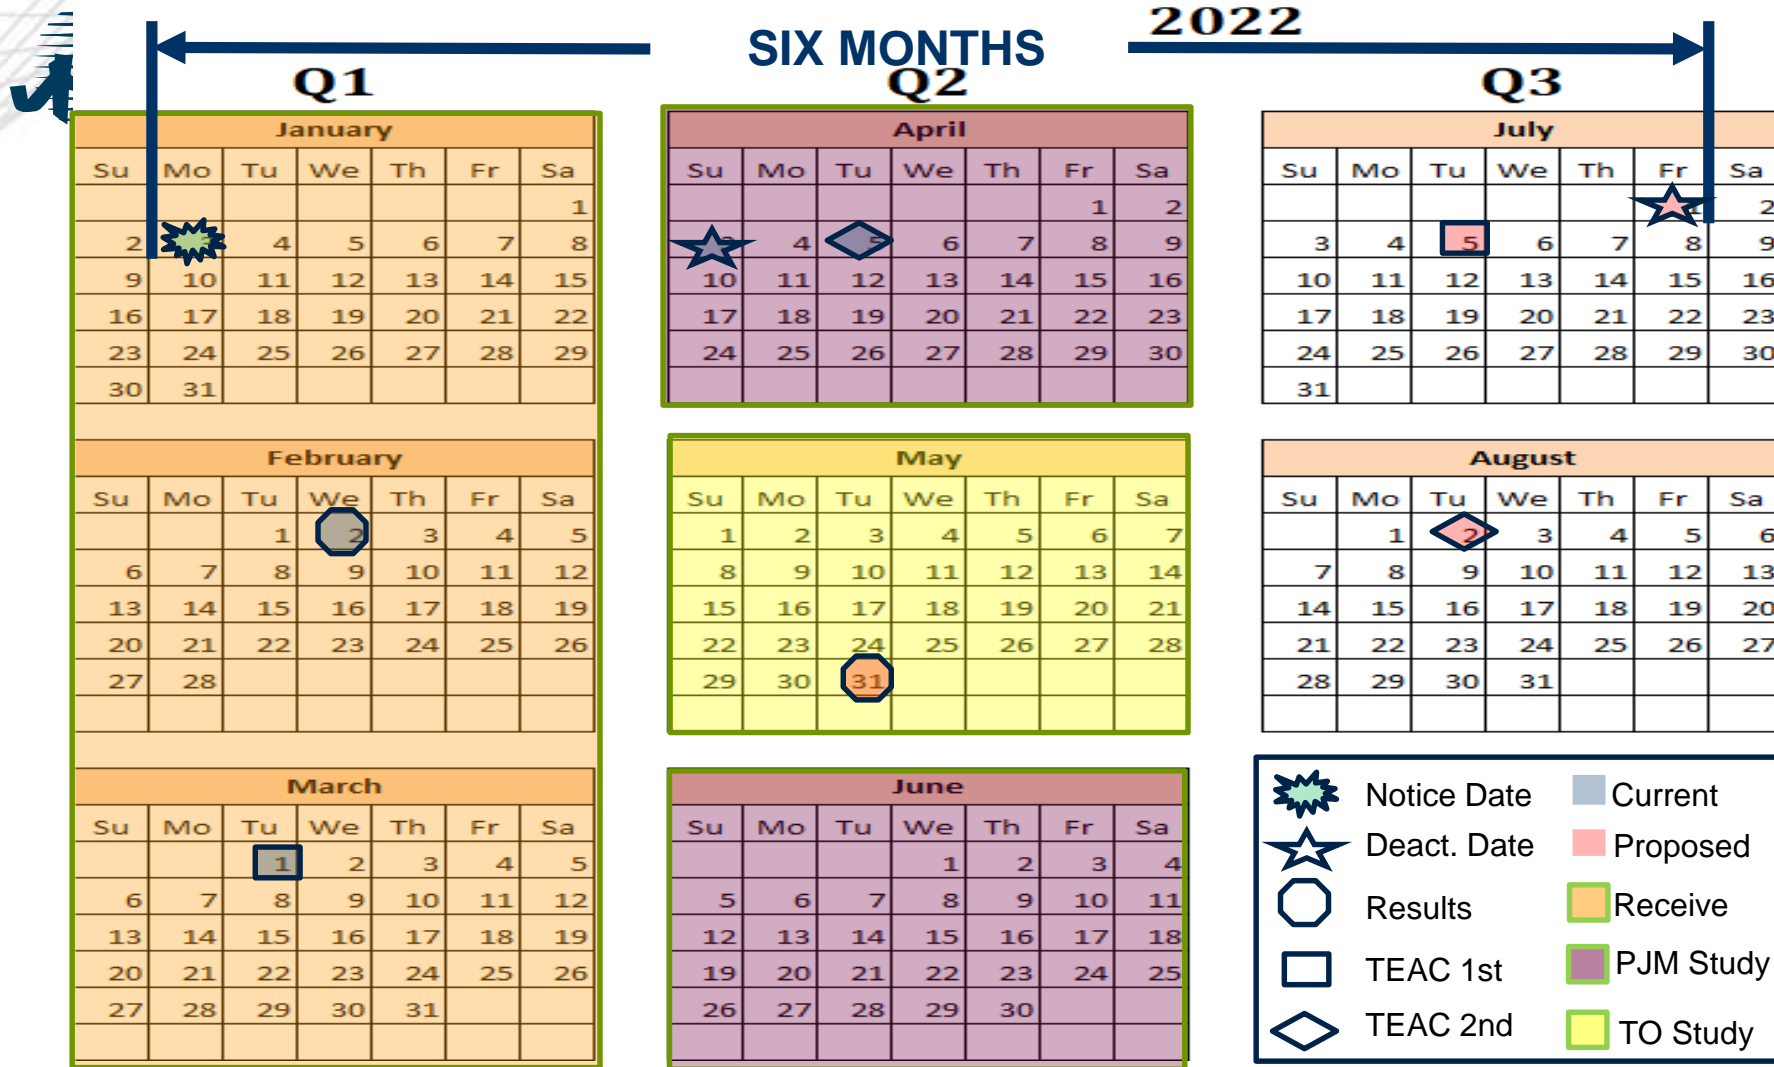 2022
SIX MONTHS
Q1 Q2 Q3
January
Su Mo Tu We Th Fr Sa
1
2 3 4 5 6 7 8
9 10 11 12 13 14 15
16 17 18 19 20 21 22
23 24 25 26 27 28 29
30 31
February
Su Mo Tu We Th Fr Sa
1 2 3 4 5
6 7 8 9 10 11 12
13 14 15 16 17 18 19
20 21 22 23 24 25 26
27 28
March
Su Mo Tu We Th Fr Sa
1 2 3 4 5
6 7 8 9 10 11 12
13 14 15 16 17 18 19
20 21 22 23 24 25 26
27 28 29 30 31
April
Su Mo Tu We Th Fr Sa
1 2
3 4 5 6 7 8 9
10 11 12 13 14 15 16
17 18 19 20 21 22 23
24 25 26 27 28 29 30
May
Su Mo Tu We Th Fr Sa
1 2 3 4 5 6 7
8 9 10 11 12 13 14
15 16 17 18 19 20 21
22 23 24 25 26 27 28
29 30 31
June
Su Mo Tu We Th Fr Sa
1 2 3 4
5 6 7 8 9 10 11
12 13 14 15 16 17 18
19 20 21 22 23 24 25
26 27 28 29 30
July
Su Mo Tu We Th Fr Sa
1 2
3 4 5 6 7 8 9
10 11 12 13 14 15 16
17 18 19 20 21 22 23
24 25 26 27 28 29 30
31
August
Su Mo Tu We Th Fr Sa
1 2 3 4 5 6
7 8 9 10 11 12 13
14 15 16 17 18 19 20
21 22 23 24 25 26 27
28 29 30 31
Notice Date Current
Deact. Date Proposed
Results Receive
TEAC 1st PJM Study
TEAC 2nd TO Study